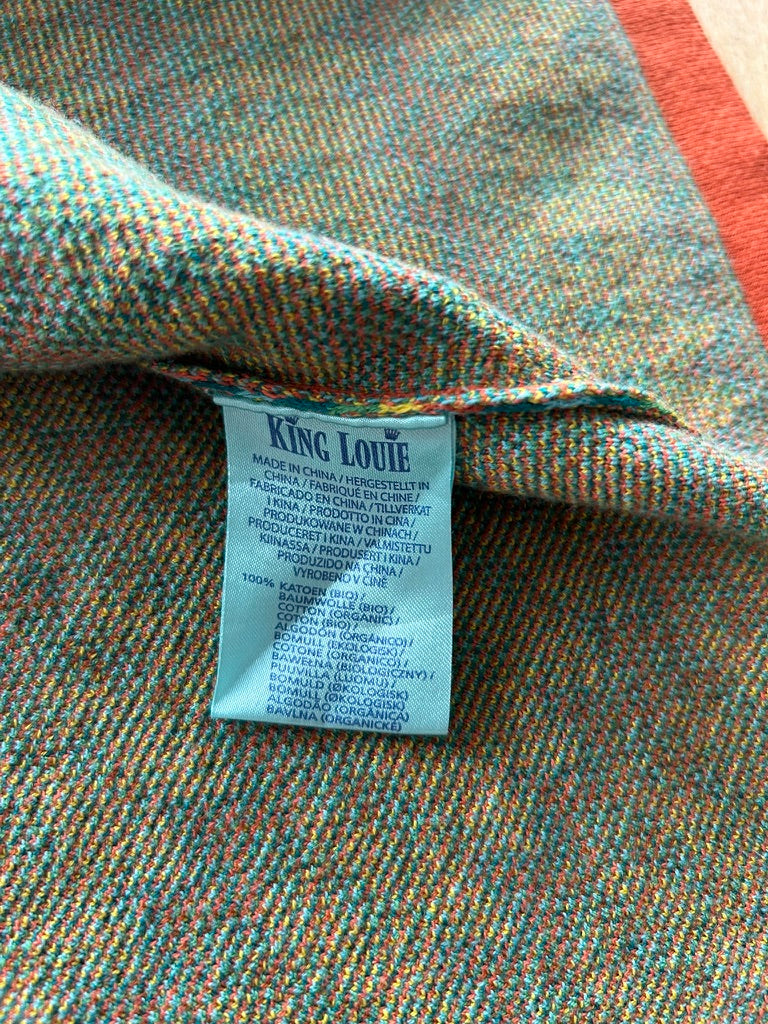 KING LOUIE
MADE IN CHINA / HERGESTELLT IN
CHINA / FABRIQUÉ EN CHINE /
FABRICADO EN CHINA / TILLVERKAT
I KINA / PRODOTTO IN CINA /
PRODUKOWANE W CHINACH /
PRODUCERET I KINA / VALMISTETTU
KIINASSA / PRODUSERT I KINA /
PRODUZIDO NA CHINA /
VYROBENO V ČÍNĚ
100% KATOEN (BIO) /
BAUMWOLLE (BIO) /
COTTON (ORGANIC) /
COTON (BIO) /
ALGODÓN (ORGÁNICO) /
BOMULL (EKOLOGISK) /
COTONE (ORGANICO) /
BAWEŁNA (BIOLOGICZNY) /
PUUVILLA (LUOMU) /
BOMULD (ØKOLOGISK)
BOMULL (ØKOLOGISK)
ALGODÃO (ORGÂNICA)
BAVLNA (ORGANICKÉ)